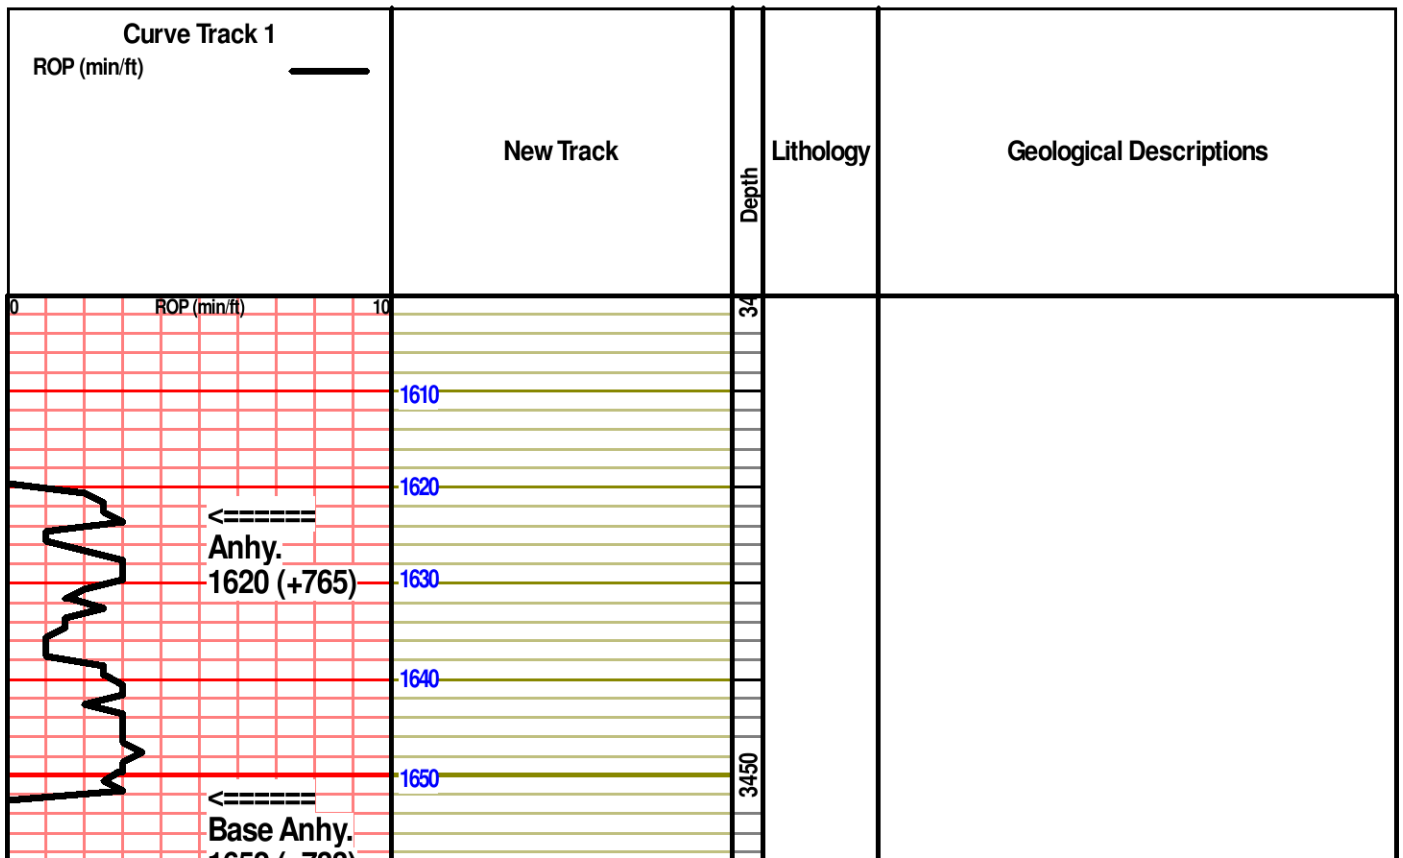 Curve Track 1
ROP (min/ft)
New Track
Depth
Lithology
Geological Descriptions
0 ROP (min/ft) 10
34
1610
1620
<======
Anhy.
1620 (+765)
1630
1640
1650
3450
<======
Base Anhy.